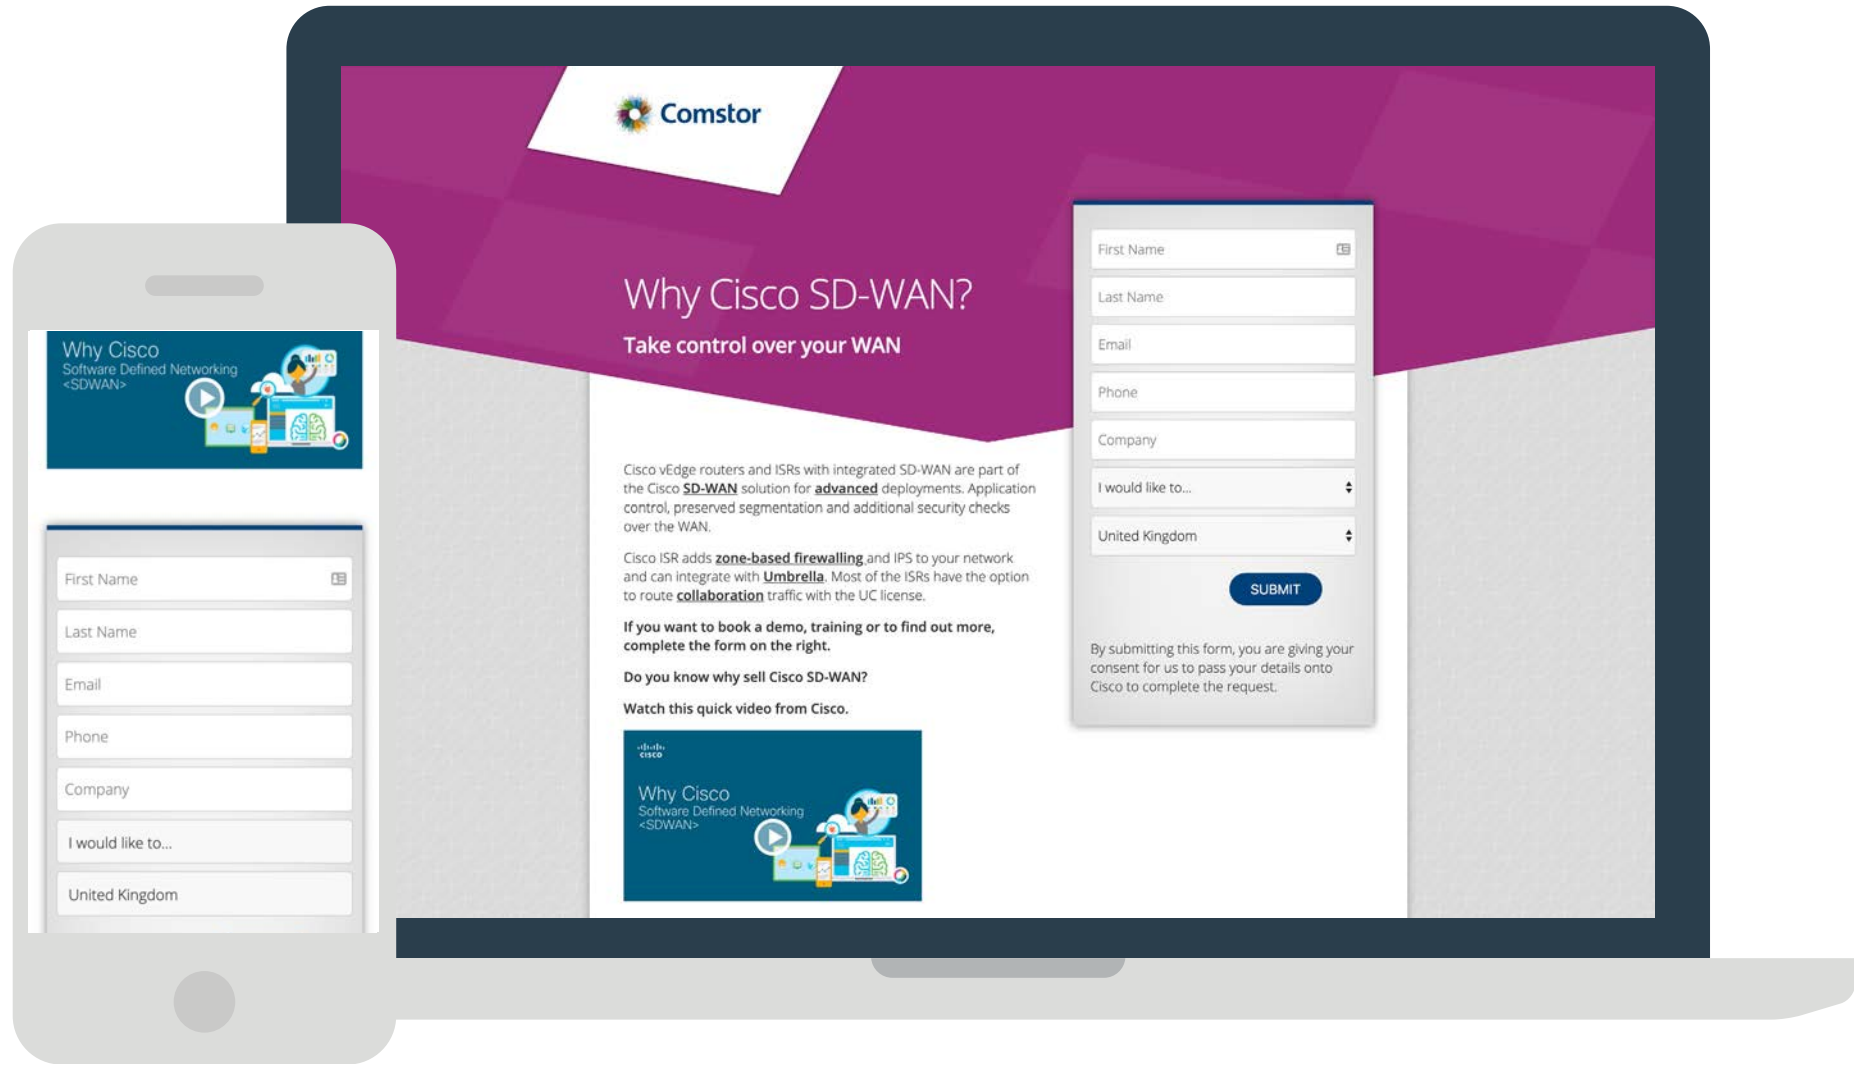 Comstor
Why Cisco SD-WAN?
Take control over your WAN
Cisco vEdge routers and ISRs with integrated SD-WAN are part of
the Cisco SD-WAN solution for advanced deployments. Application
control, preserved segmentation and additional security checks
over the WAN.
Cisco ISR adds zone-based firewalling and IPS to your network
and can integrate with Umbrella. Most of the ISRs have the option
to route collaboration traffic with the UC license.
If you want to book a demo, training or to find out more,
complete the form on the right.
Do you know why sell Cisco SD-WAN?
Watch this quick video from Cisco.
CISCO
Why Cisco
Software Defined Networking
<SDWAN>
First Name
Last Name
Email
Phone
Company
I would like to...
United Kingdom
SUBMIT
By submitting this form, you are giving your
consent for us to pass your details onto
Cisco to complete the request.
Why Cisco
Software Defined Networking
<SDWAN>
First Name
Last Name
Email
Phone
Company
I would like to...
United Kingdom